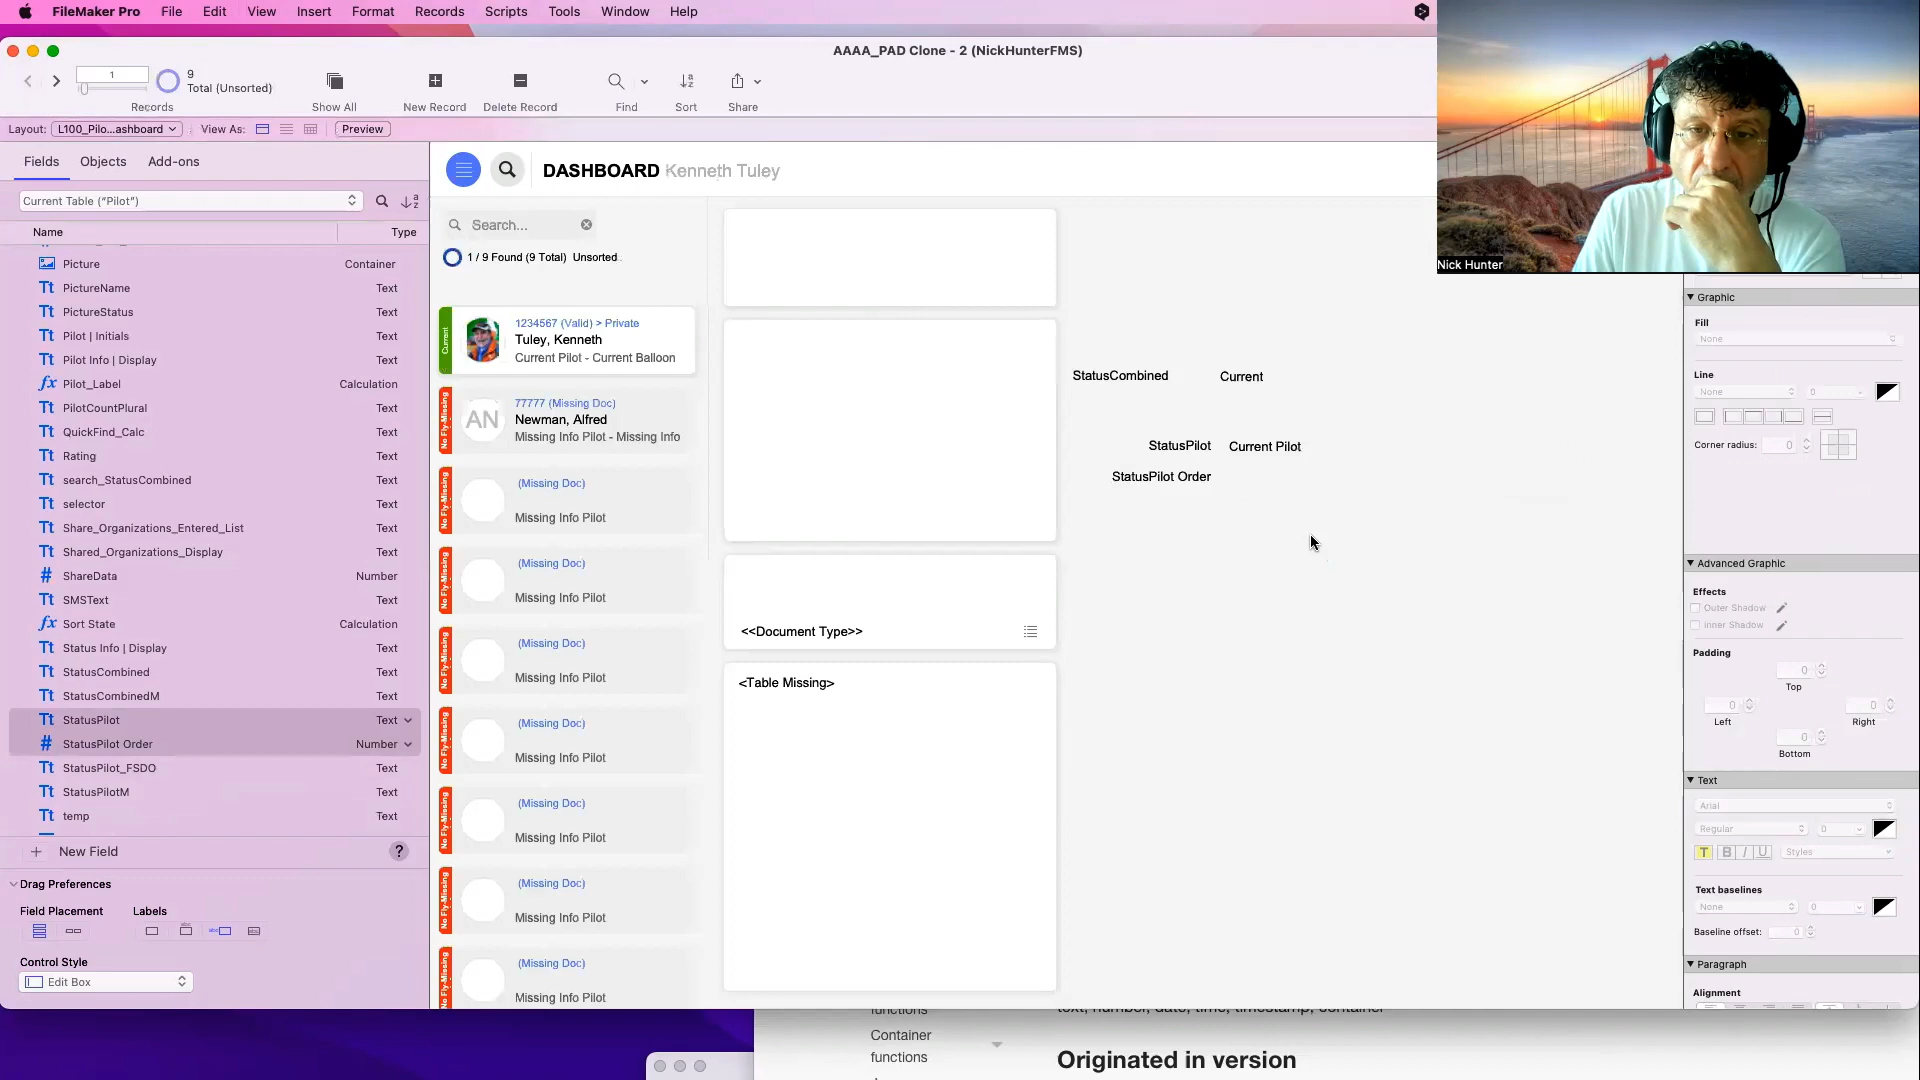 FileMaker Pro File Edit View Insert Format Records Scripts Tools Window Help
AAAA_PAD Clone - 2 (NickHunterFMS)
1
9
Total (Unsorted)
Records
Show All
New Record
Delete Record
Find
Sort
Share
Layout: L100_Pilo...ashboard View As: Preview
Fields Objects Add-ons
Current Table ("Pilot")
Name Type
Picture Container
PictureName Text
PictureStatus Text
Pilot | Initials Text
Pilot Info | Display Text
Pilot_Label Calculation
PilotCountPlural Text
QuickFind_Calc Text
Rating Text
search_StatusCombined Text
selector Text
Share_Organizations_Entered_List Text
Shared_Organizations_Display Text
ShareData Number
SMSText Text
Sort State Calculation
Status Info | Display Text
StatusCombined Text
StatusCombinedM Text
StatusPilot Text
StatusPilot Order Number
StatusPilot_FSDO Text
StatusPilotM Text
temp Text
New Field
?
Drag Preferences
Field Placement Labels
Control Style
Edit Box
DASHBOARD Kenneth Tuley
Search...
1 / 9 Found (9 Total) Unsorted
Current
1234567 (Valid) > Private
Tuley, Kenneth
Current Pilot - Current Balloon
No Fly-Missing
AN
77777 (Missing Doc)
Newman, Alfred
Missing Info Pilot - Missing Info
No Fly-Missing
(Missing Doc)
Missing Info Pilot
No Fly-Missing
(Missing Doc)
Missing Info Pilot
No Fly-Missing
(Missing Doc)
Missing Info Pilot
No Fly-Missing
(Missing Doc)
Missing Info Pilot
No Fly-Missing
(Missing Doc)
Missing Info Pilot
No Fly-Missing
(Missing Doc)
Missing Info Pilot
No Fly-Missing
(Missing Doc)
Missing Info Pilot
<<Document Type>>
<Table Missing>
StatusCombined Current
StatusPilot Current Pilot
StatusPilot Order
Nick Hunter
Graphic
Fill
None
Line
None 0
Corner radius: 0
Advanced Graphic
Effects
Outer Shadow
Inner Shadow
Padding
0
Top
0 0
Left Right
0
Bottom
Text
Arial
Regular 0
T B I U Styles
Text baselines
None 0
Baseline offset: 0
Paragraph
Alignment
functions
Container
functions
text, number, date, time, timestamp, container
Originated in version